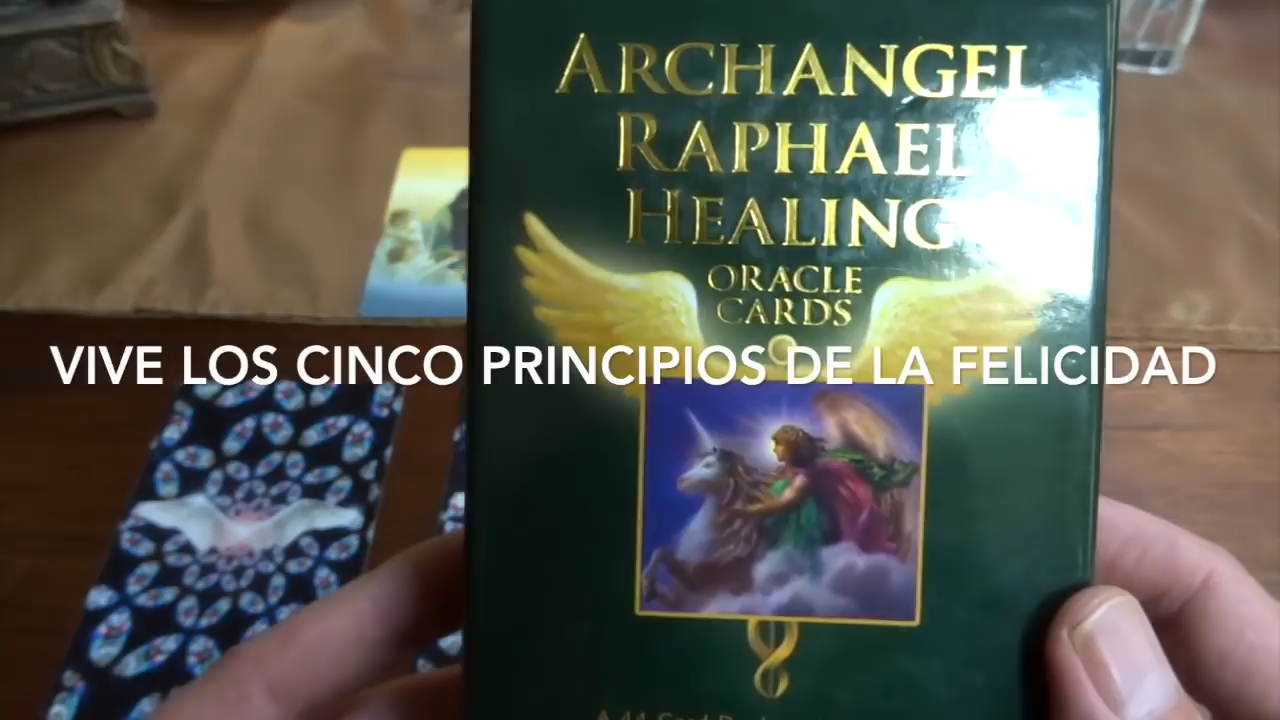 ARCHANGEL
RAPHAEL
HEALING
ORACLE
CARDS
VIVE LOS CINCO PRINCIPIOS DE LA FELICIDAD